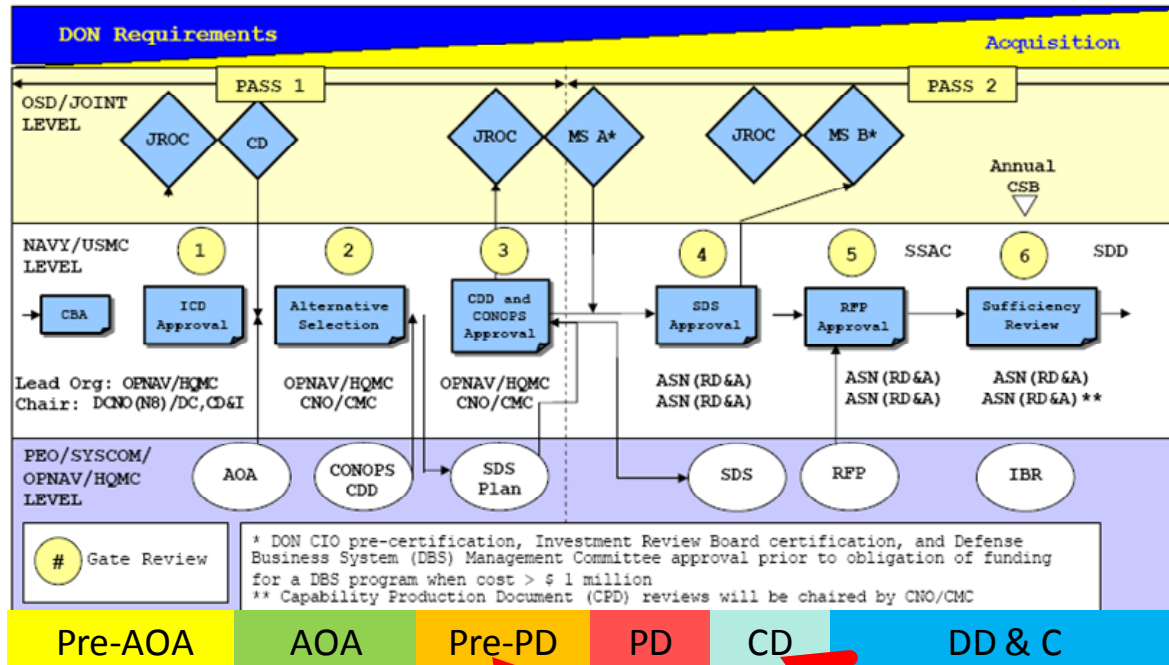 DON Requirements
Acquisition
PASS 1
PASS 2
OSD/JOINT
LEVEL
JROC
CD
JROC
MS A*
JROC
MS B*
Annual
CSB
NAVY/USMC
LEVEL
1
2
3
4
5
SSAC
6
SDD
CBA
ICD
Approval
Alternative
Selection
CDD and
CONOPS
Approval
SDS
Approval
RFP
Approval
Sufficiency
Review
Lead Org: OPNAV/HQMC
Chair: DCNO(N8)/DC,CD&I
OPNAV/HQMC
CNO/CMC
OPNAV/HQMC
CNO/CMC
ASN(RD&A)
ASN(RD&A)
ASN(RD&A)
ASN(RD&A)
ASN(RD&A)
ASN(RD&A)**
PEO/SYSCOM/
OPNAV/HQMC
LEVEL
AOA
CONOPS
CDD
SDS
Plan
SDS
RFP
IBR
# Gate Review
* DON CIO pre-certification, Investment Review Board certification, and Defense
Business System (DBS) Management Committee approval prior to obligation of funding
for a DBS program when cost > $ 1 million
** Capability Production Document (CPD) reviews will be chaired by CNO/CMC
Pre-AOA
AOA
Pre-PD
PD
CD
DD & C